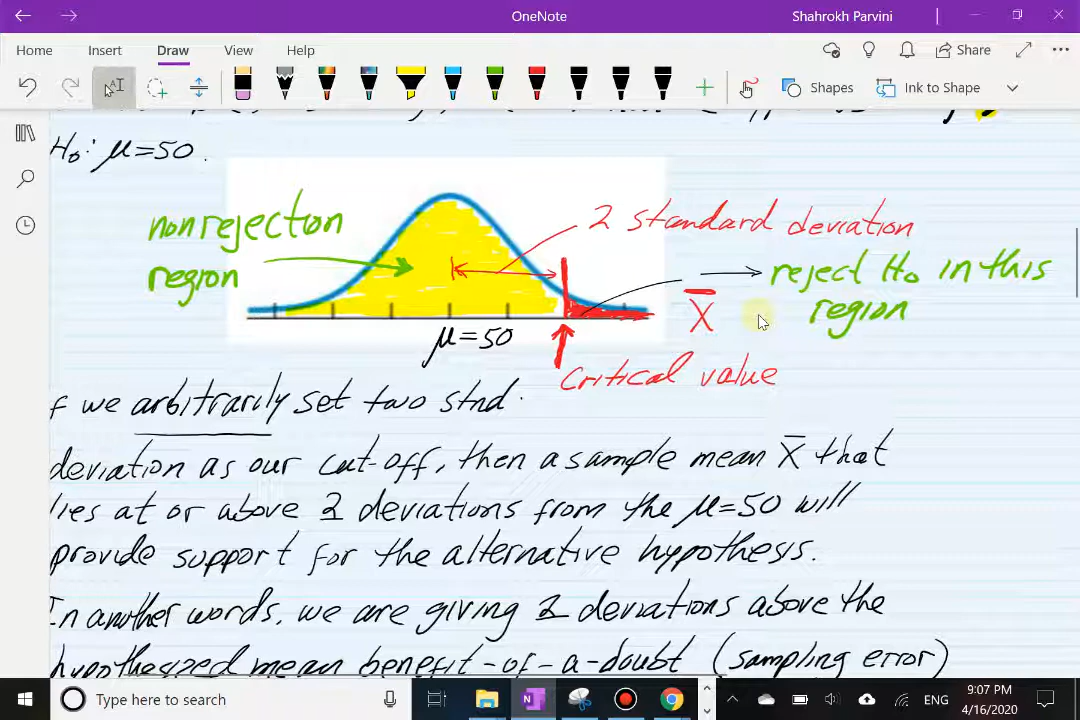 OneNote
Shahrokh Parvini
Home Insert Draw View Help
Share
Shapes
Ink to Shape
H₀: μ=50.
nonrejection
region
2 standard deviation
reject H₀ in this
region
X̄
μ=50
critical value
f we arbitrarily set two stnd.
deviation as our cut-off, then a sample mean X̄ that
lies at or above 2 deviations from the μ=50 will
provide support for the alternative hypothesis.
In another words, we are giving 2 deviations above the
hypothesized mean benefit-of-a-doubt (sampling error)
Type here to search
ENG
9:07 PM
4/16/2020